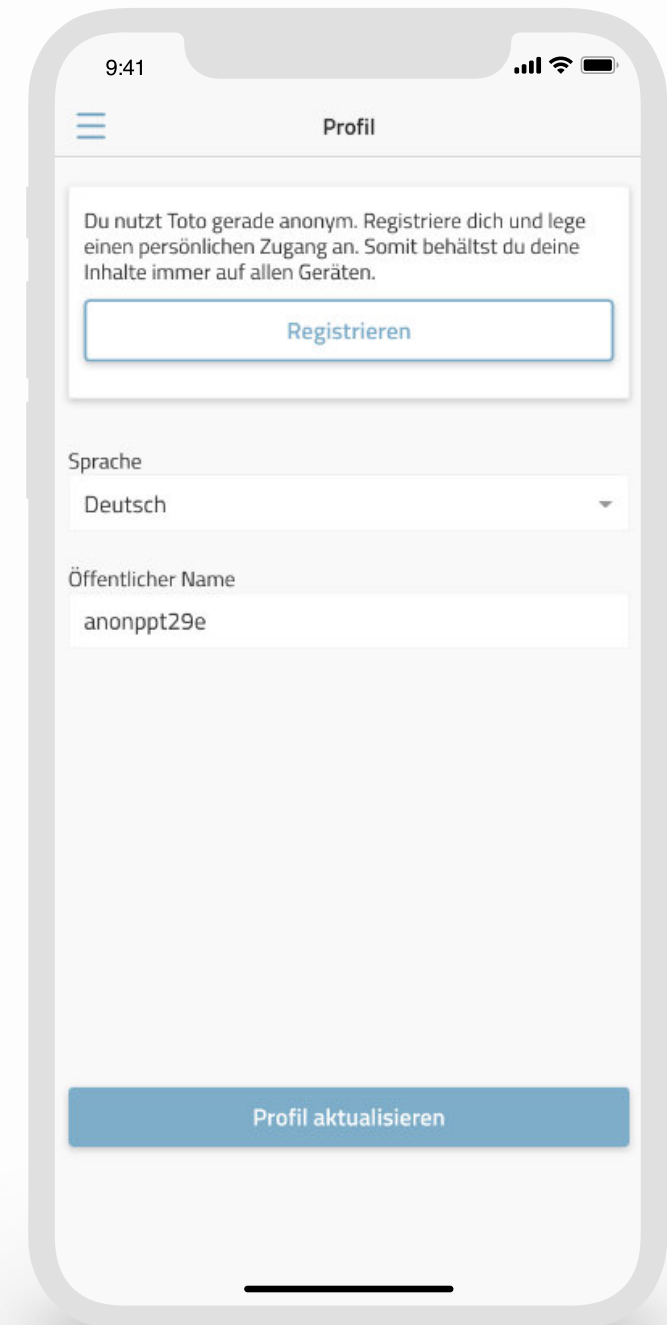 9:41
Profil
Du nutzt Toto gerade anonym. Registriere dich und lege
einen persönlichen Zugang an. Somit behältst du deine
Inhalte immer auf allen Geräten.
Registrieren
Sprache
Deutsch
Öffentlicher Name
anonppt29e
Profil aktualisieren